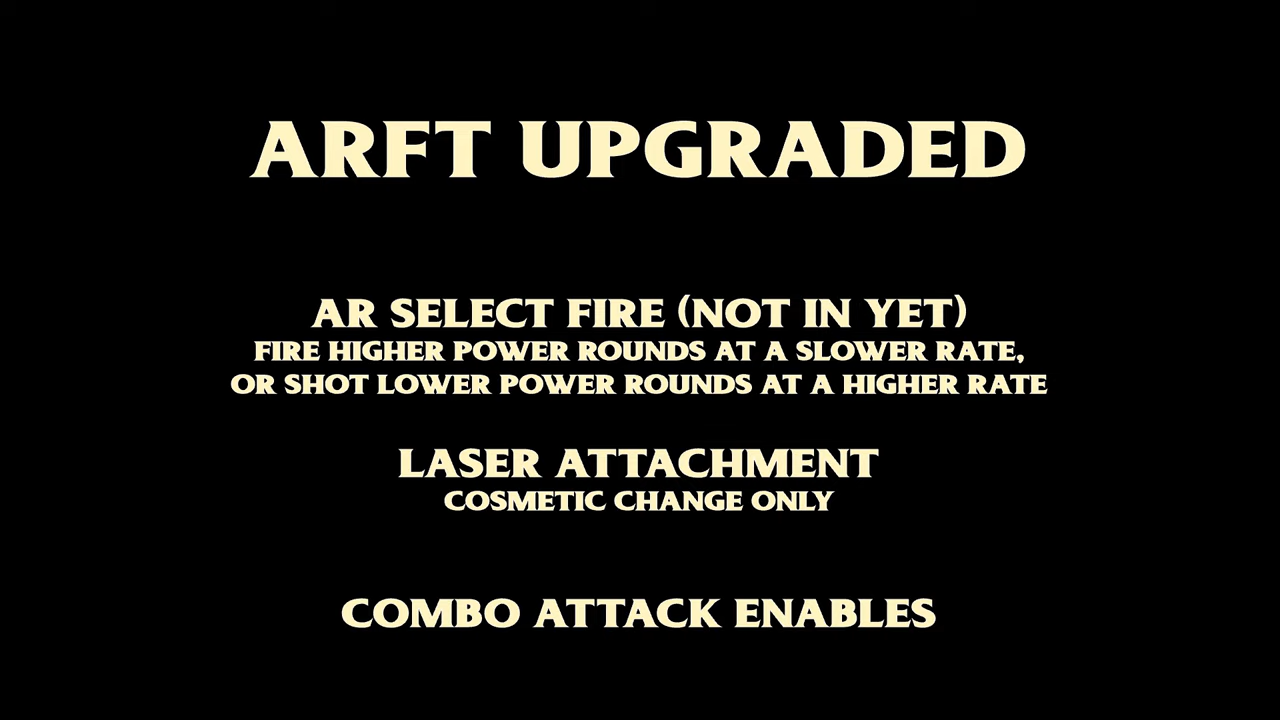 ARFT UPGRADED
AR SELECT FIRE (NOT IN YET)
FIRE HIGHER POWER ROUNDS AT A SLOWER RATE,
OR SHOT LOWER POWER ROUNDS AT A HIGHER RATE
LASER ATTACHMENT
COSMETIC CHANGE ONLY
COMBO ATTACK ENABLES